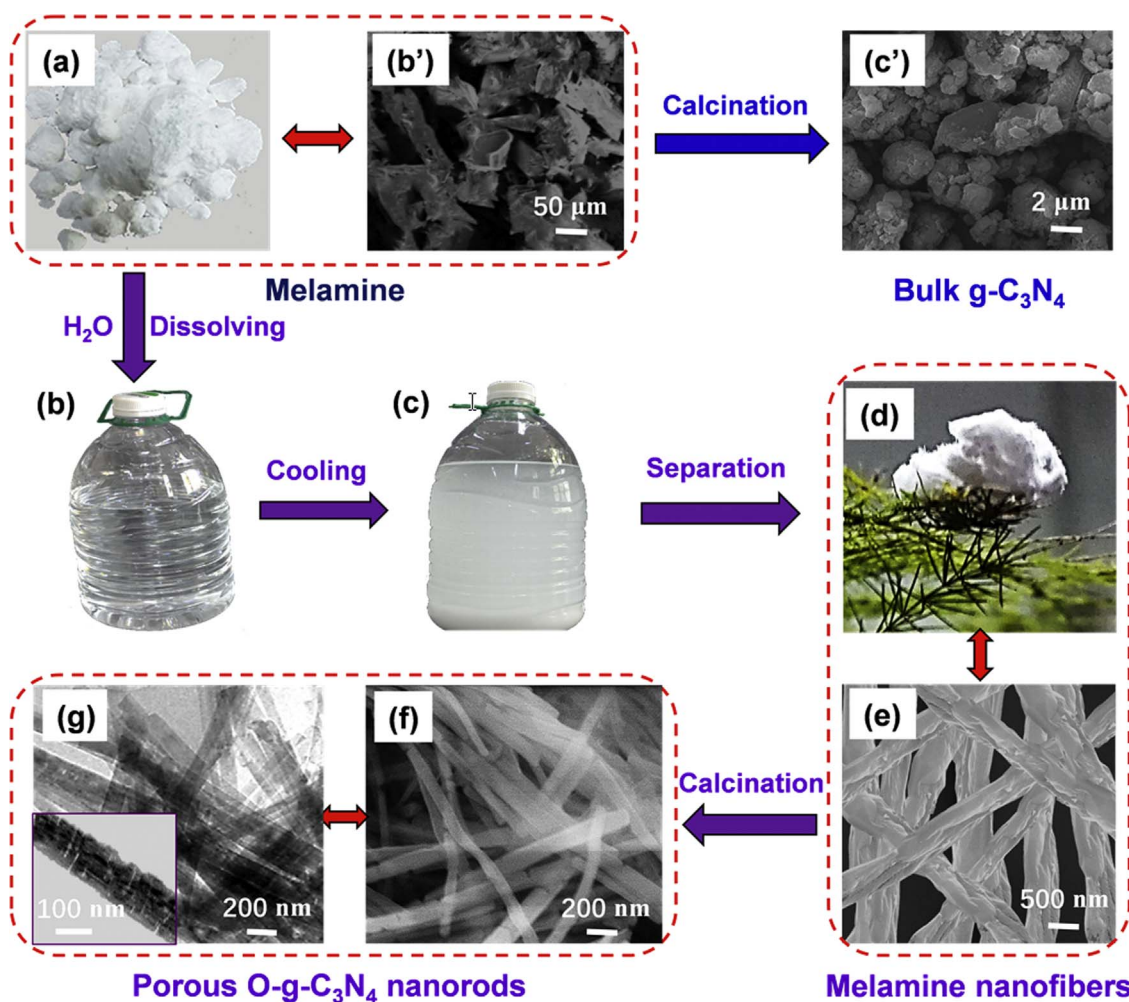 (a)
(b’)
Calcination
(c’)
50 μm
2 μm
Melamine
Bulk g-C₃N₄
H₂O Dissolving
(b)
(c)
(d)
Cooling
Separation
(g)
(f)
(e)
Calcination
100 nm
200 nm
200 nm
500 nm
Porous O-g-C₃N₄ nanorods
Melamine nanofibers